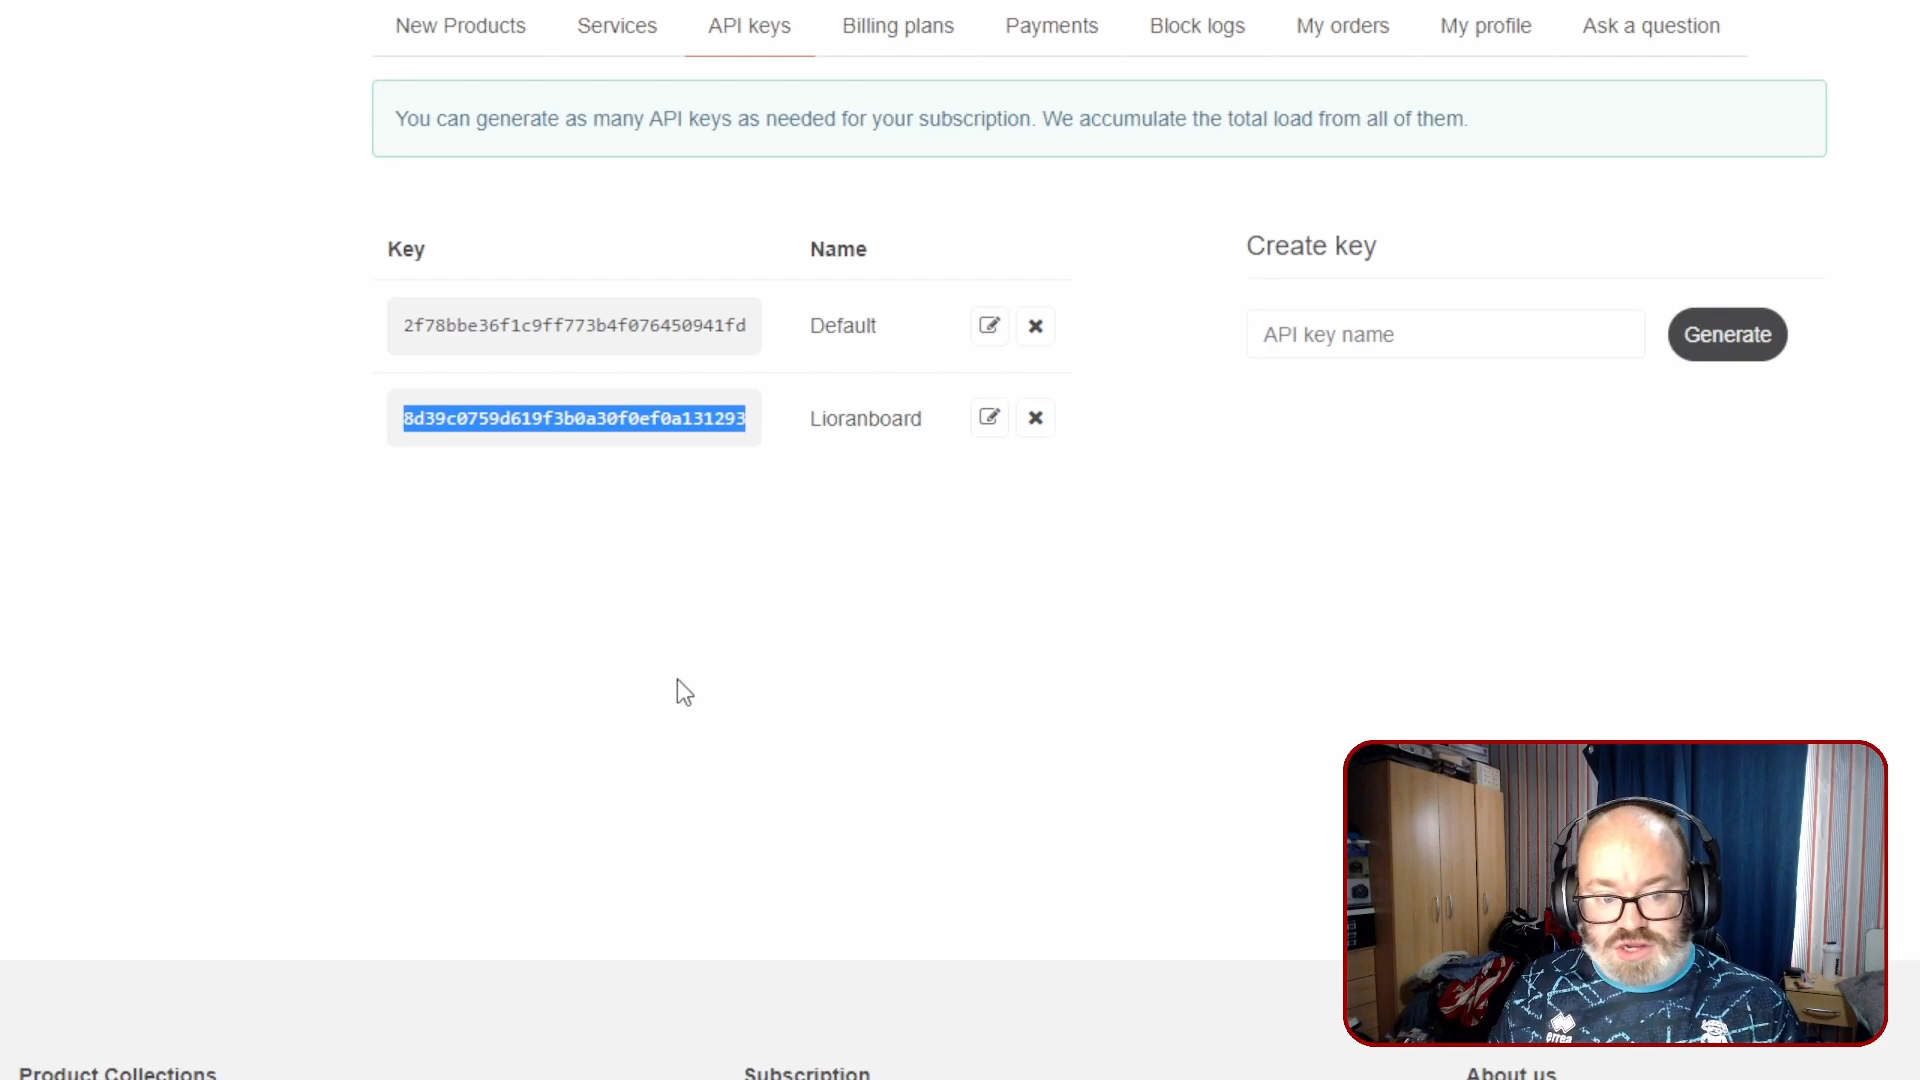 New Products Services API keys Billing plans Payments Block logs My orders My profile Ask a question
You can generate as many API keys as needed for your subscription. We accumulate the total load from all of them.
Key Name
2f78bbe36f1c9ff773b4f076450941fd Default
8d39c0759d619f3b0a30f0ef0a131293 Lioranboard
Create key
API key name Generate
errea
Product Collections Subscription About us